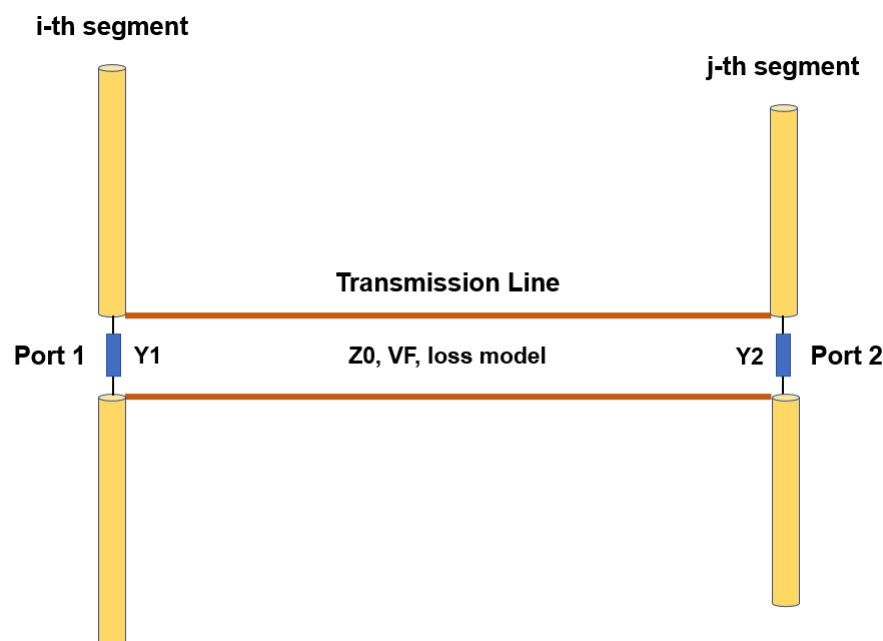 i-th segment
j-th segment
Transmission Line
Port 1
Y1
Z0, VF, loss model
Y2
Port 2